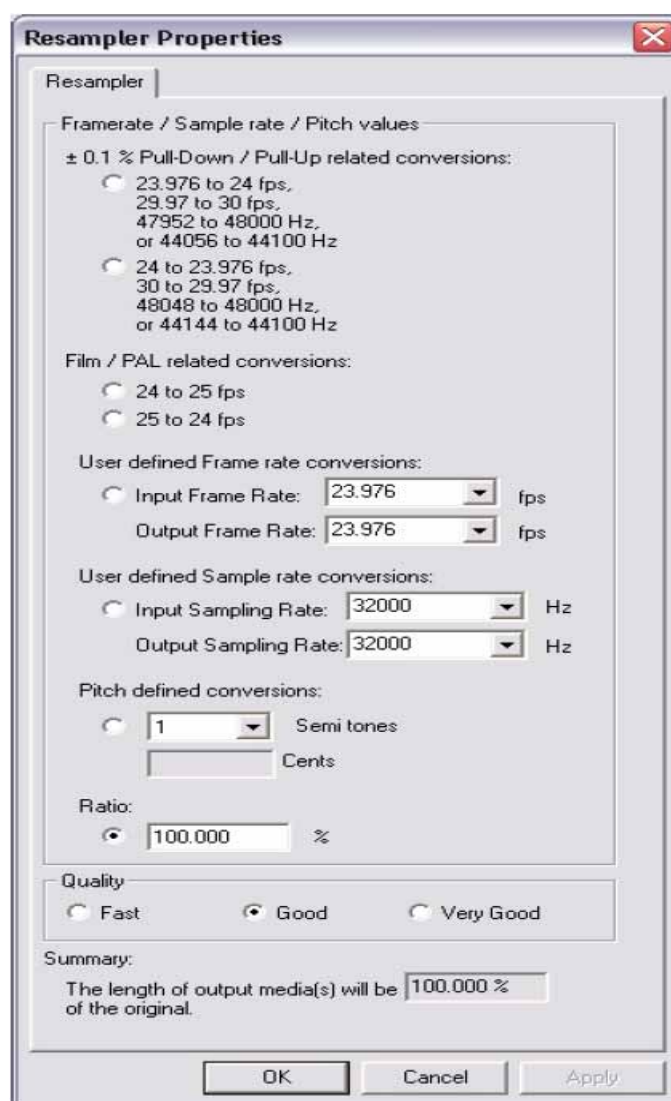 Resampler Properties
Resampler
Framerate / Sample rate / Pitch values
± 0.1 % Pull-Down / Pull-Up related conversions:
23.976 to 24 fps,
29.97 to 30 fps,
47952 to 48000 Hz,
or 44056 to 44100 Hz
24 to 23.976 fps,
30 to 29.97 fps,
48048 to 48000 Hz,
or 44144 to 44100 Hz
Film / PAL related conversions:
24 to 25 fps
25 to 24 fps
User defined Frame rate conversions:
Input Frame Rate: 23.976 fps
Output Frame Rate: 23.976 fps
User defined Sample rate conversions:
Input Sampling Rate: 32000 Hz
Output Sampling Rate: 32000 Hz
Pitch defined conversions:
1 Semi tones
Cents
Ratio:
100.000 %
Quality
Fast Good Very Good
Summary:
The length of output media(s) will be 100.000 %
of the original.
OK Cancel Apply